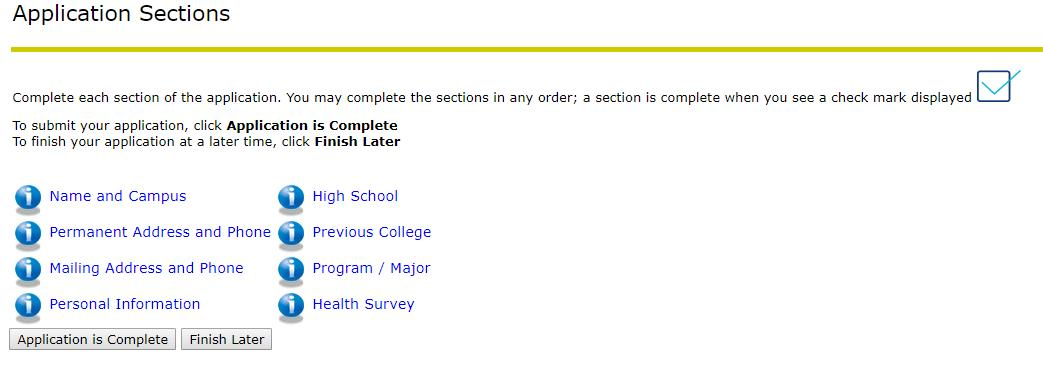 Application Sections
Complete each section of the application. You may complete the sections in any order; a section is complete when you see a check mark displayed
To submit your application, click Application is Complete
To finish your application at a later time, click Finish Later
Name and Campus High School
Permanent Address and Phone Previous College
Mailing Address and Phone Program / Major
Personal Information Health Survey
Application is Complete Finish Later